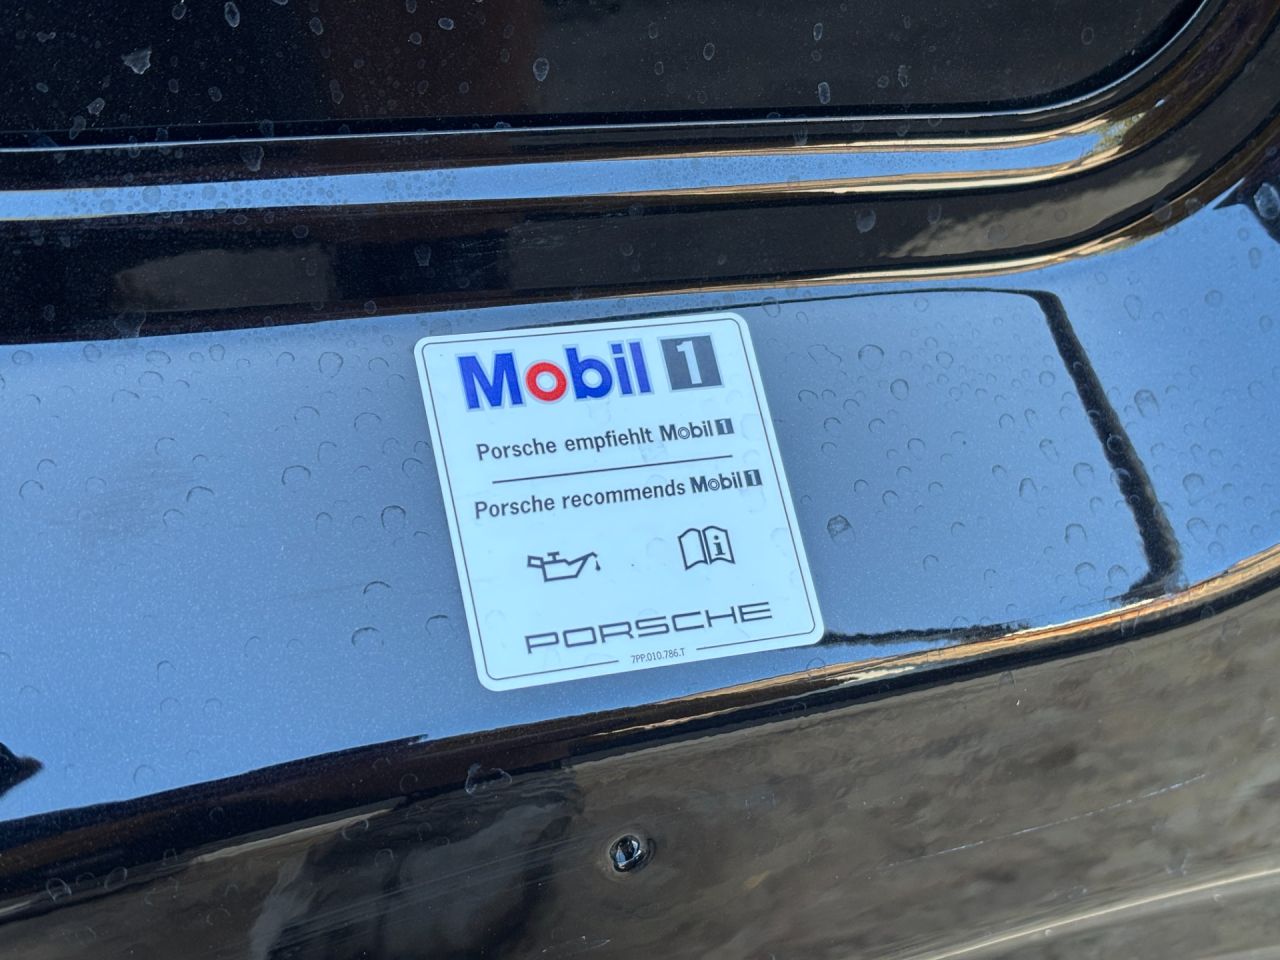 Mobil 1
Porsche empfiehlt Mobil 1
Porsche recommends Mobil 1
PORSCHE
7PP.010.786.T